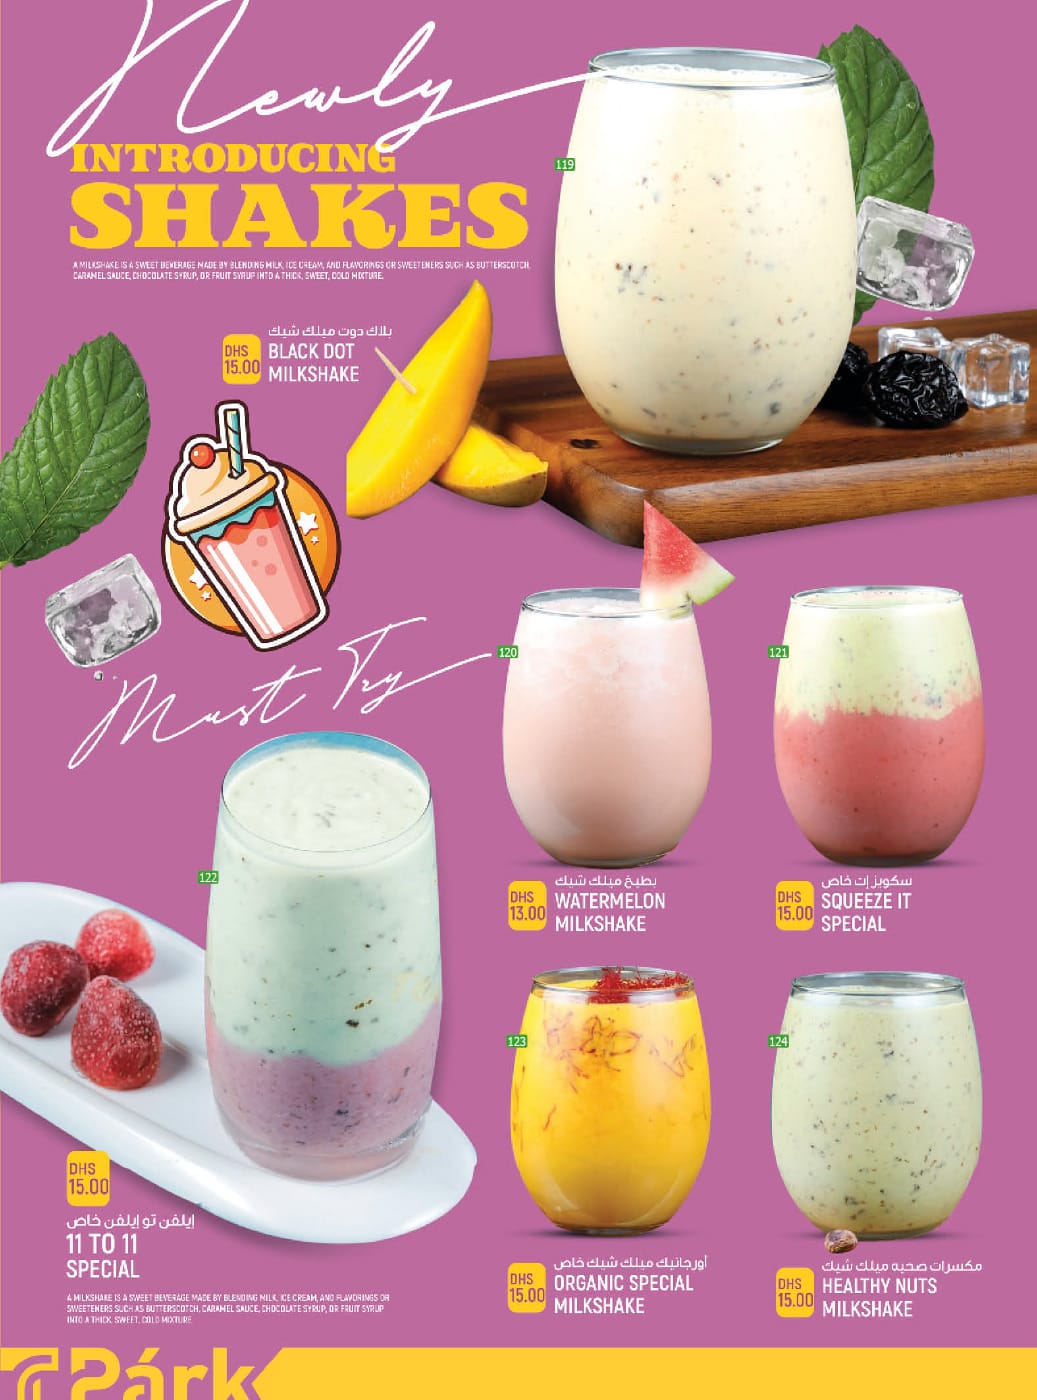 Newly
INTRODUCING
SHAKES
A MILKSHAKE IS A SWEET BEVERAGE MADE BY BLENDING MILK, ICE CREAM, AND FLAVORINGS OR SWEETENERS SUCH AS BUTTERSCOTCH,
CARAMEL SAUCE, CHOCOLATE SYRUP, OR FRUIT SYRUP INTO A THICK, SWEET, COLD MIXTURE.
119
بلاك دوت ميلك شيك
DHS
15.00
BLACK DOT
MILKSHAKE
Must Try
120
بطيخ ميلك شيك
DHS
13.00
WATERMELON
MILKSHAKE
121
سكويز إت خاص
DHS
15.00
SQUEEZE IT
SPECIAL
122
DHS
15.00
إيلفن تو إيلفن خاص
11 TO 11
SPECIAL
A MILKSHAKE IS A SWEET BEVERAGE MADE BY BLENDING MILK, ICE CREAM, AND FLAVORINGS OR
SWEETENERS SUCH AS BUTTERSCOTCH, CARAMEL SAUCE, CHOCOLATE SYRUP, OR FRUIT SYRUP
INTO A THICK, SWEET, COLD MIXTURE.
123
أورجانيك ميلك شيك خاص
DHS
15.00
ORGANIC SPECIAL
MILKSHAKE
124
مكسرات صحيه ميلك شيك
DHS
15.00
HEALTHY NUTS
MILKSHAKE
Párk